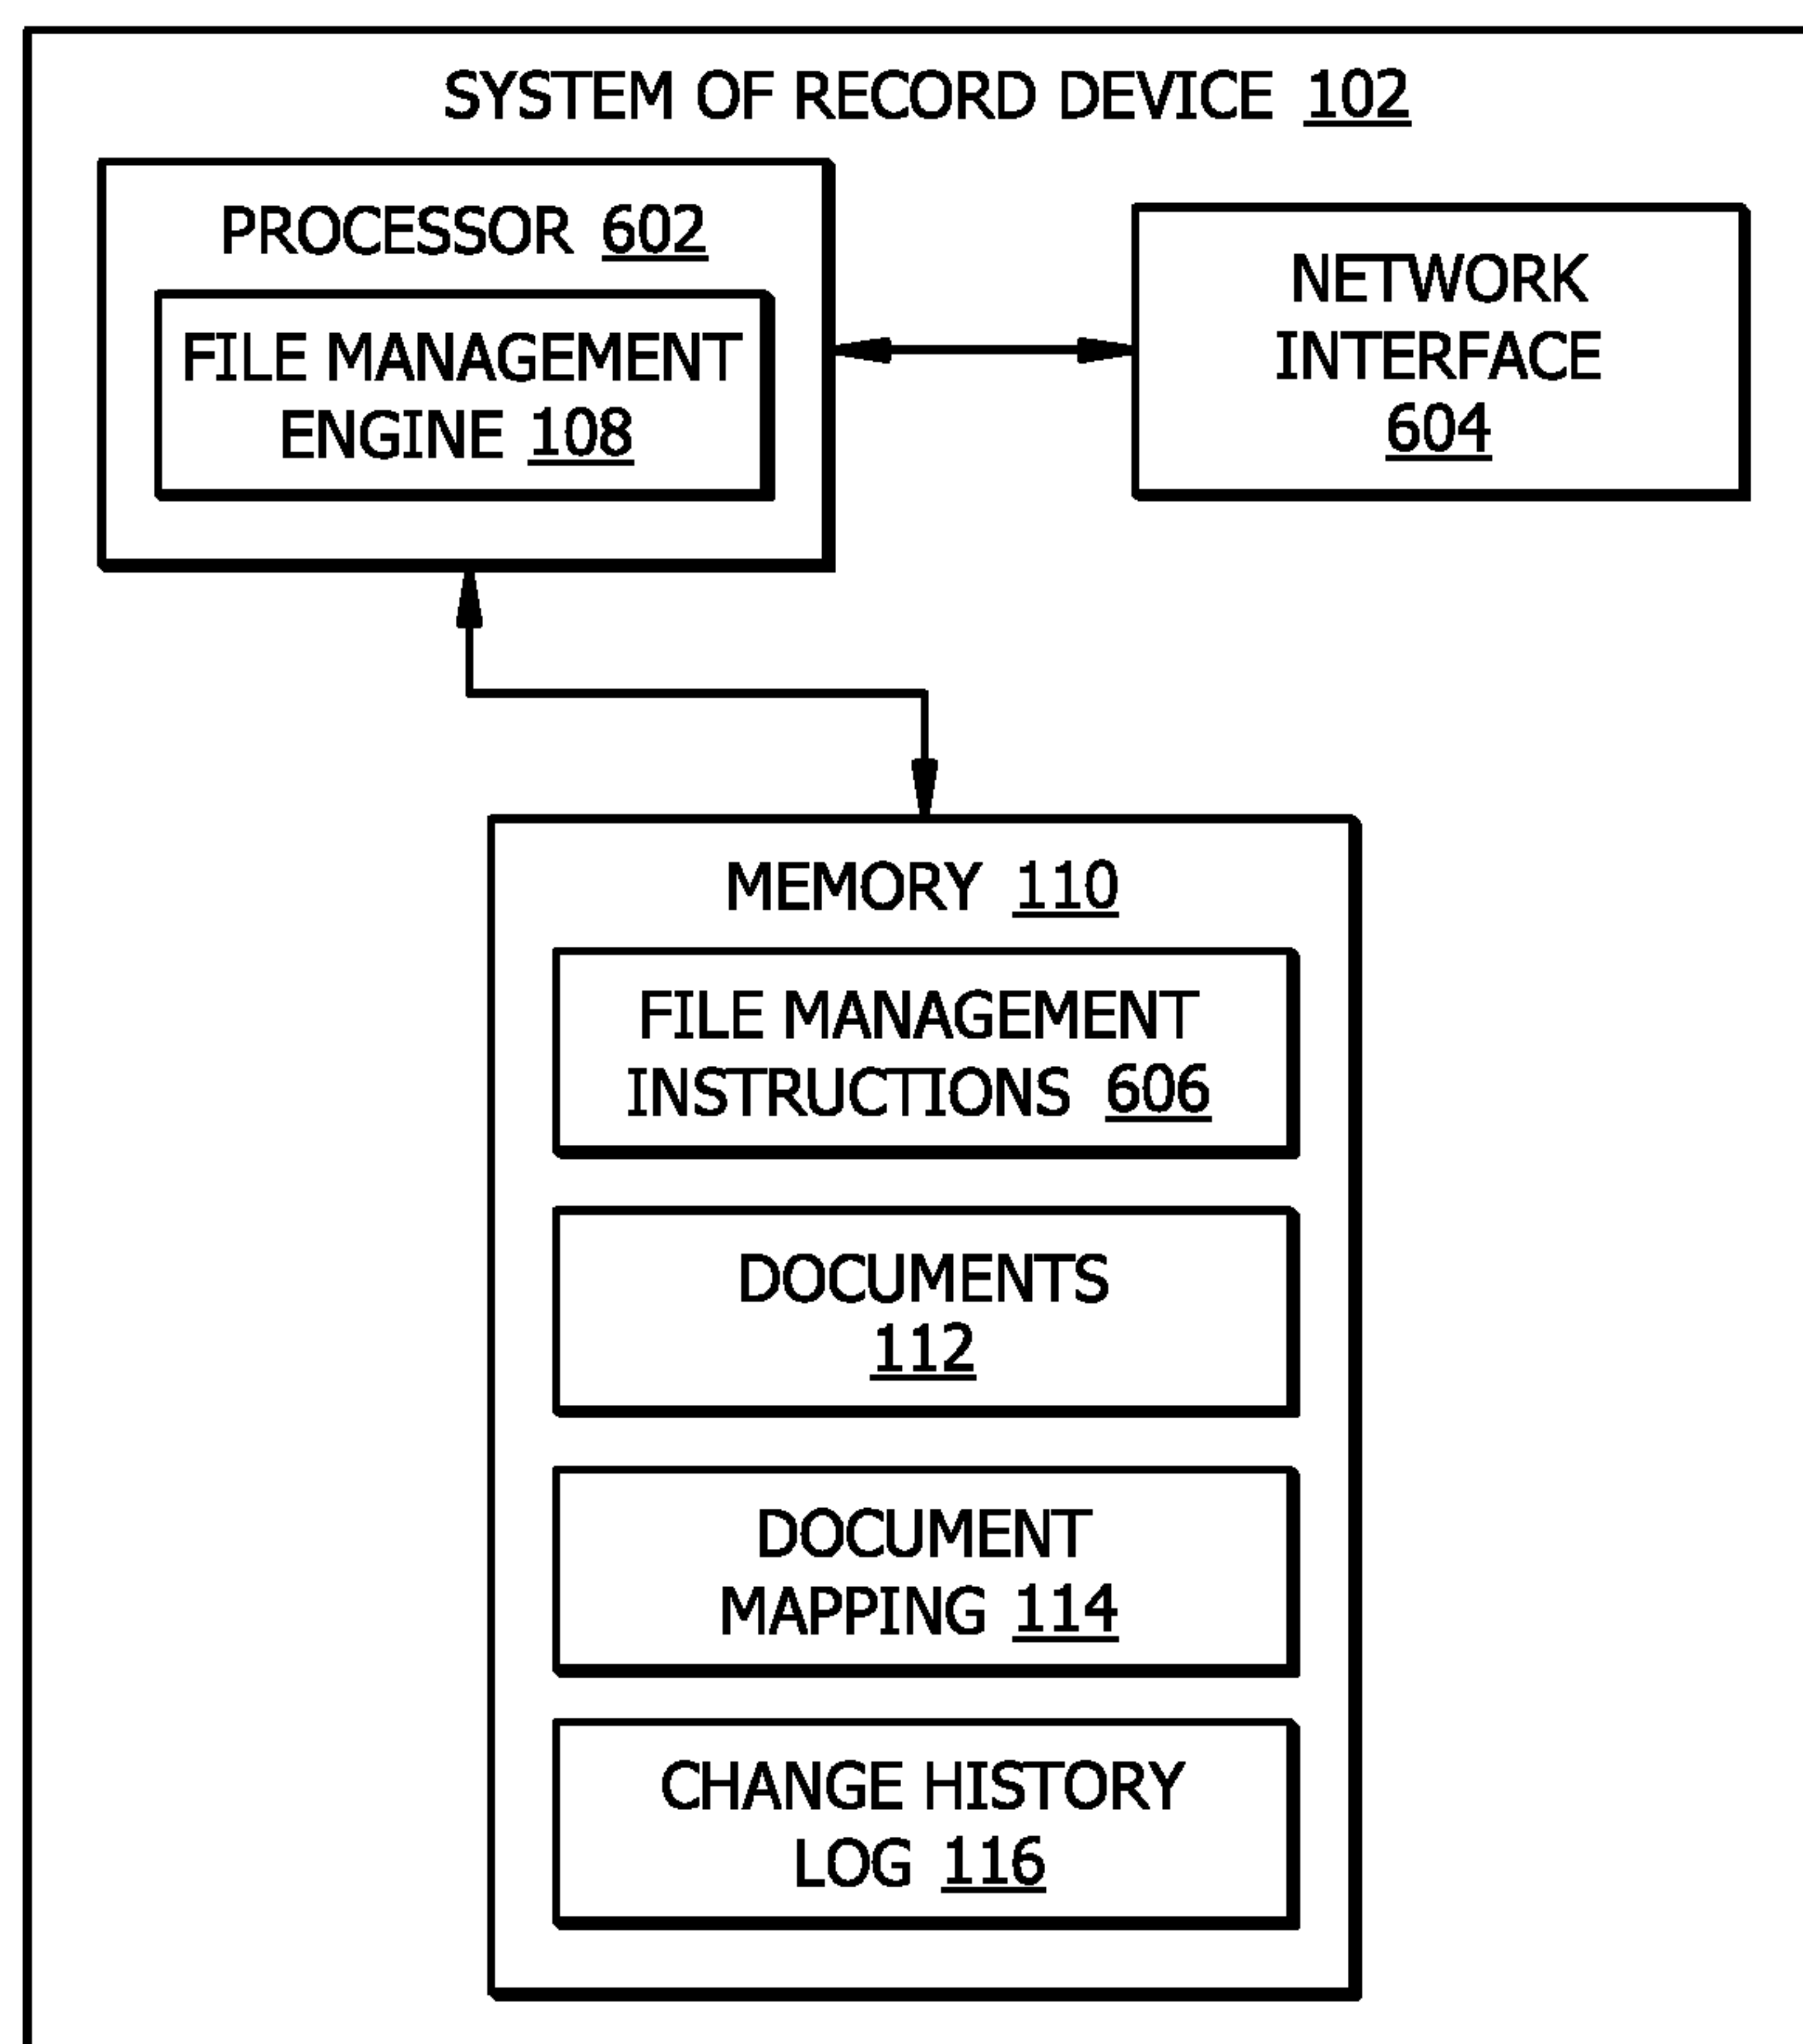 SYSTEM OF RECORD DEVICE 102
PROCESSOR 602
FILE MANAGEMENT
ENGINE 108
NETWORK
INTERFACE
604
MEMORY 110
FILE MANAGEMENT
INSTRUCTIONS 606
DOCUMENTS
112
DOCUMENT
MAPPING 114
CHANGE HISTORY
LOG 116